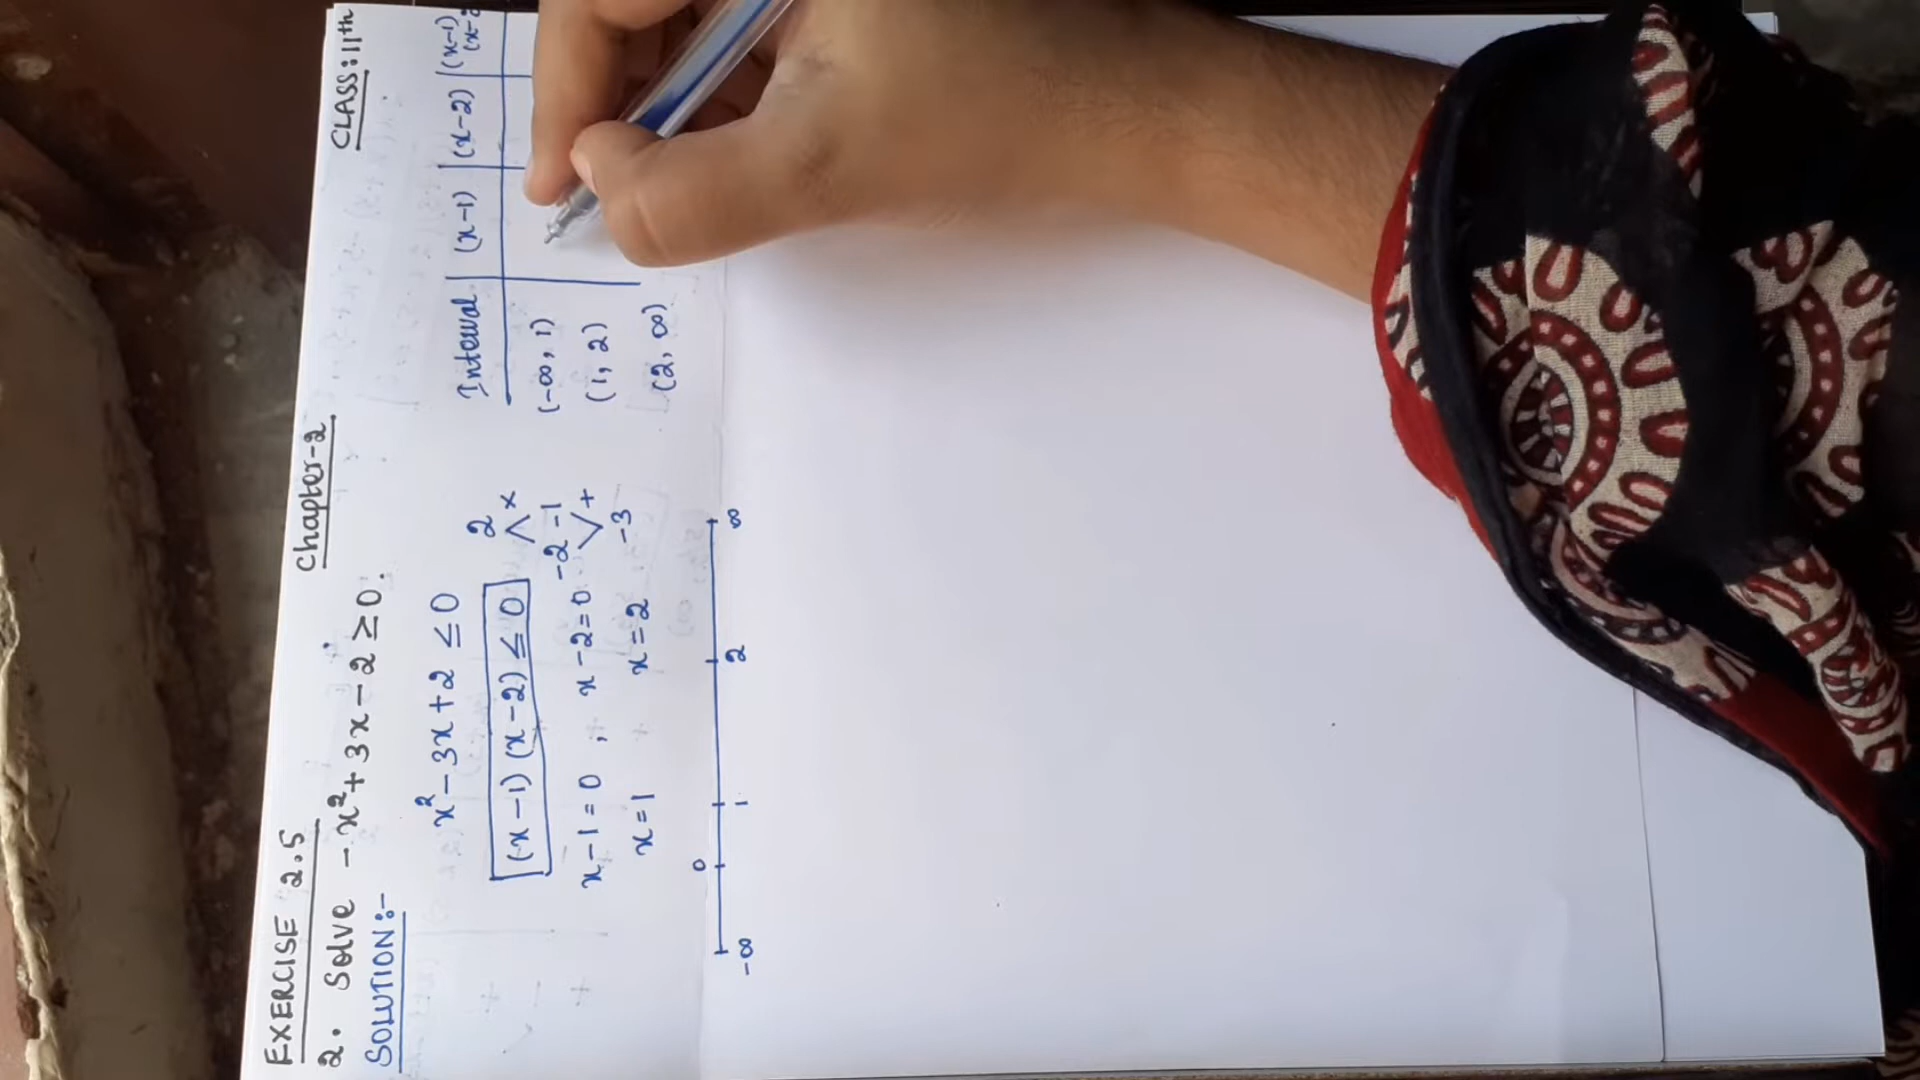 EXERCISE 2.5
Chapter-2
CLASS: 11th
2. Solve -x²+3x-2≥0.
SOLUTION:-
x²-3x+2 ≤ 0
(x-1)(x-2) ≤ 0
x-1=0 , x-2=0
x=1
x=2
2
×
-2 -1
+
-3
-∞ 0 1 2 ∞
Interval (x-1) (x-2) (x-1)
(-∞, 1)
(1, 2)
(2, ∞)